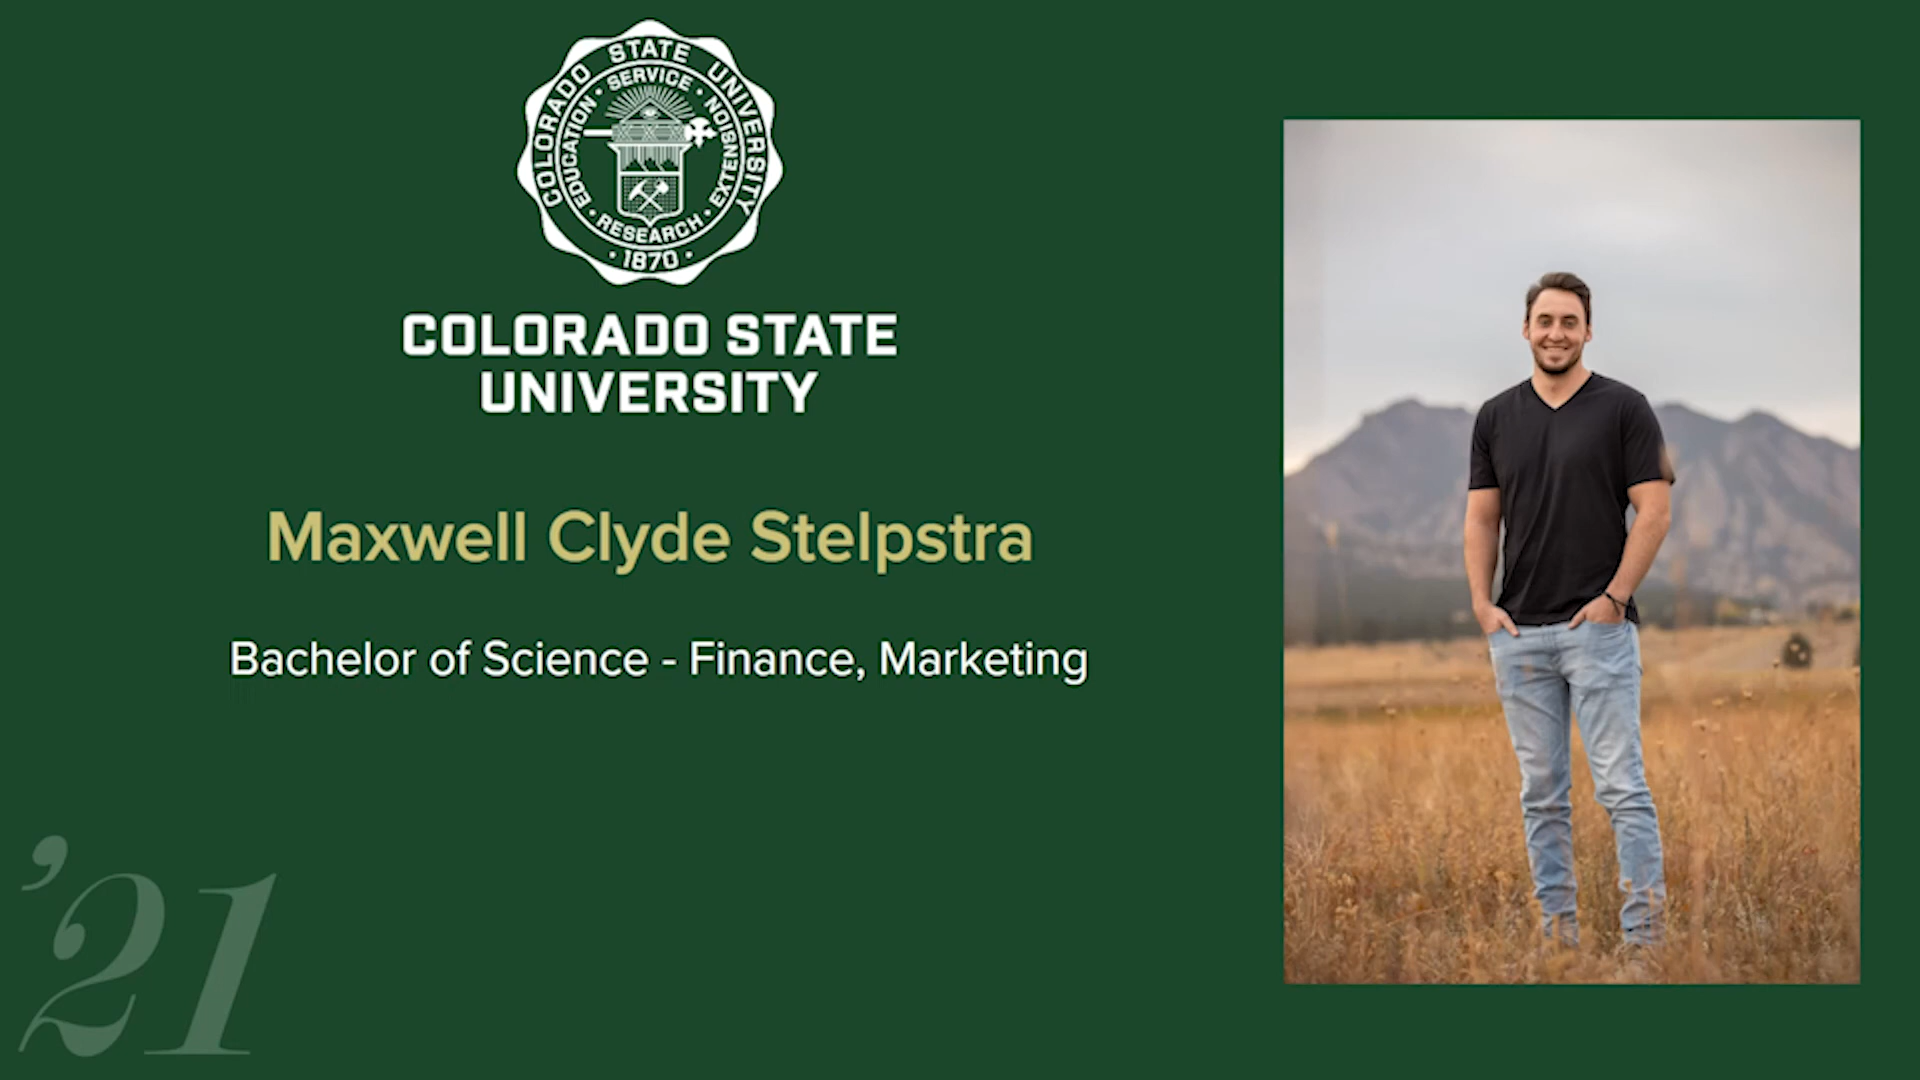 COLORADO STATE UNIVERSITY
EDUCATION • SERVICE • EXTENSION • RESEARCH
• 1870 •
COLORADO STATE
UNIVERSITY
Maxwell Clyde Stelpstra
Bachelor of Science - Finance, Marketing
’21